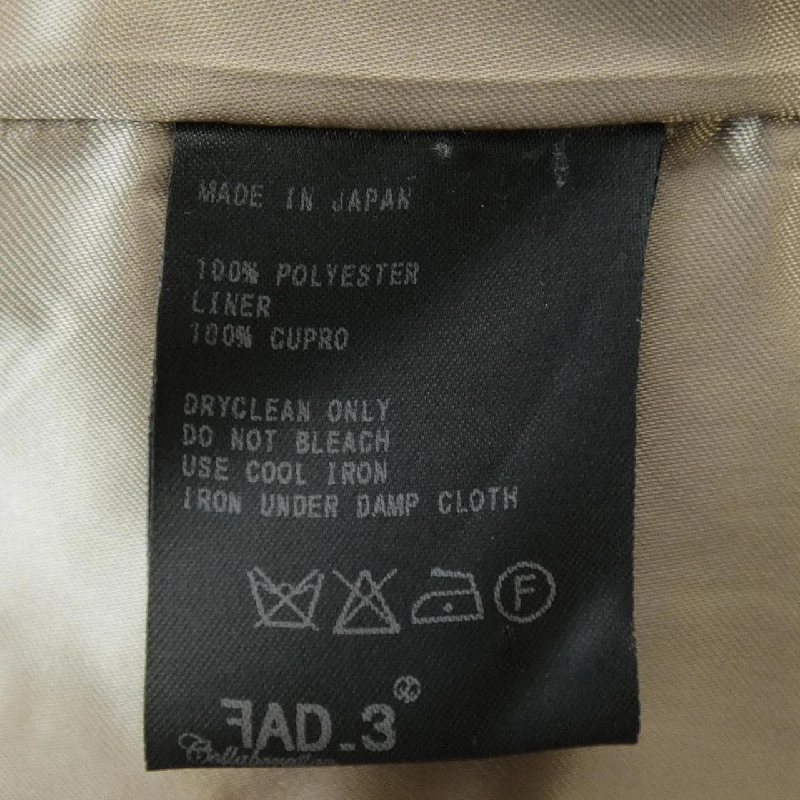 MADE IN JAPAN
100% POLYESTER
LINER
100% CUPRO
DRYCLEAN ONLY
DO NOT BLEACH
USE COOL IRON
IRON UNDER DAMP CLOTH
F
FAD_3
Collaboration